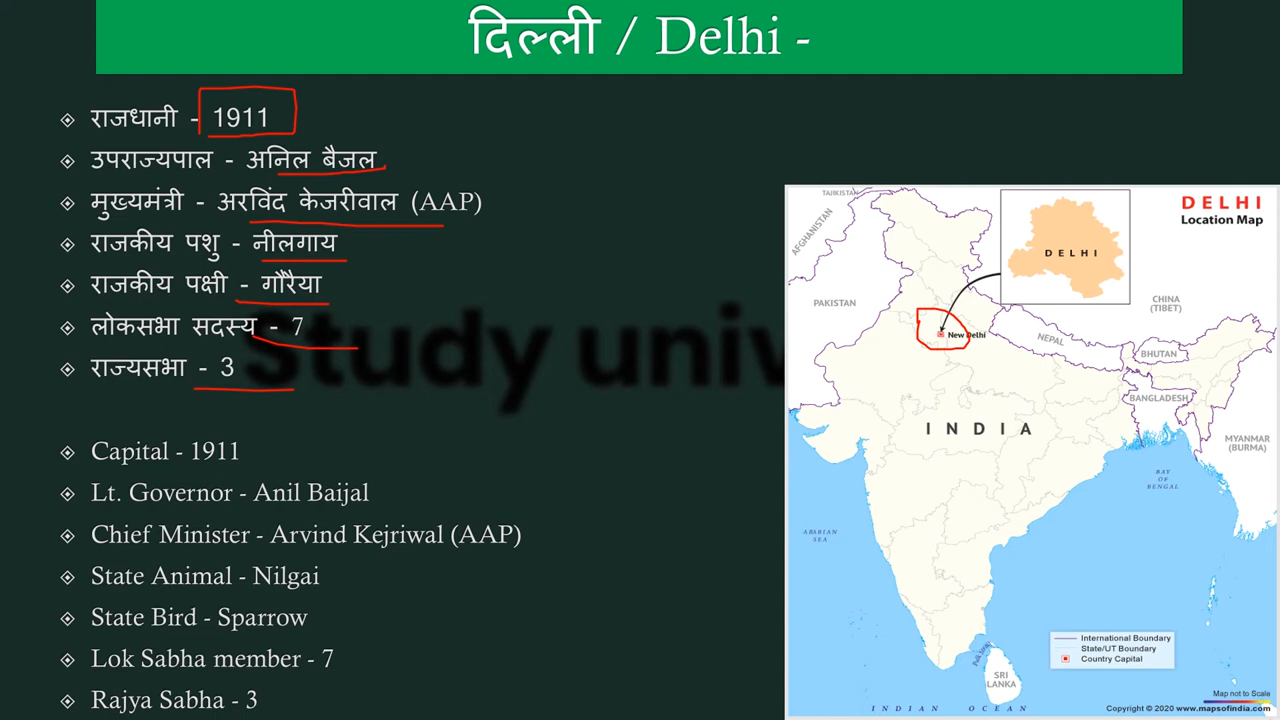 दिल्ली / Delhi -
राजधानी - 1911
उपराज्यपाल - अनिल बैजल
मुख्यमंत्री - अरविंद केजरीवाल (AAP)
राजकीय पशु - नीलगाय
राजकीय पक्षी - गौरैया
लोकसभा सदस्य - 7
राज्यसभा - 3
Study univ
Capital - 1911
Lt. Governor - Anil Baijal
Chief Minister - Arvind Kejriwal (AAP)
State Animal - Nilgai
State Bird - Sparrow
Lok Sabha member - 7
Rajya Sabha - 3
DELHI
Location Map
TAJIKISTAN
AFGHANISTAN
DELHI
PAKISTAN
CHINA
(TIBET)
New Delhi
NEPAL
BHUTAN
BANGLADESH
INDIA
MYANMAR
(BURMA)
BAY
OF
BENGAL
ARABIAN
SEA
SRI
LANKA
International Boundary
State/UT Boundary
Country Capital
Map not to Scale
INDIAN OCEAN
Copyright © 2020 www.mapsofindia.com